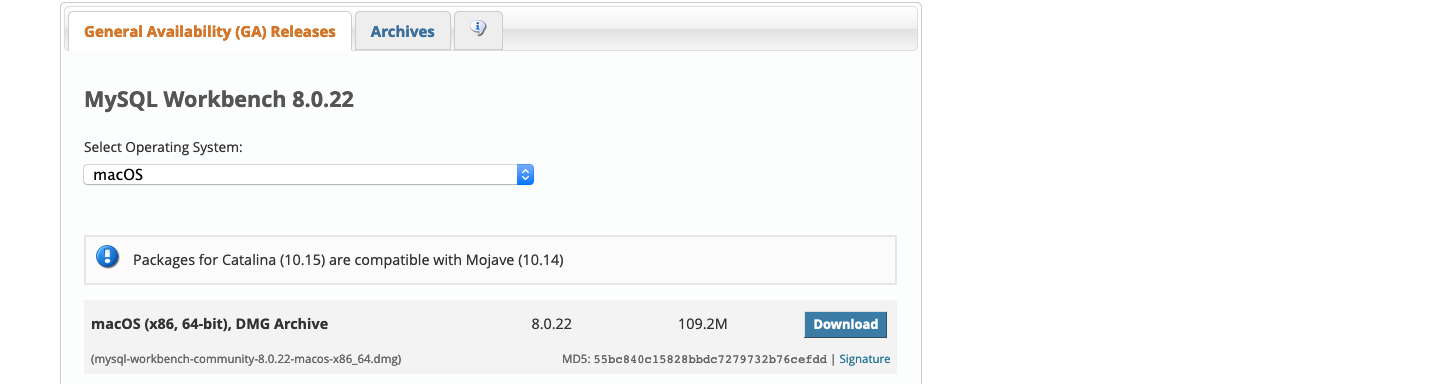 General Availability (GA) Releases Archives
MySQL Workbench 8.0.22
Select Operating System:
macOS
Packages for Catalina (10.15) are compatible with Mojave (10.14)
macOS (x86, 64-bit), DMG Archive 8.0.22 109.2M Download
(mysql-workbench-community-8.0.22-macos-x86_64.dmg) MD5: 55bc840c15828bbdc7279732b76cefdd | Signature